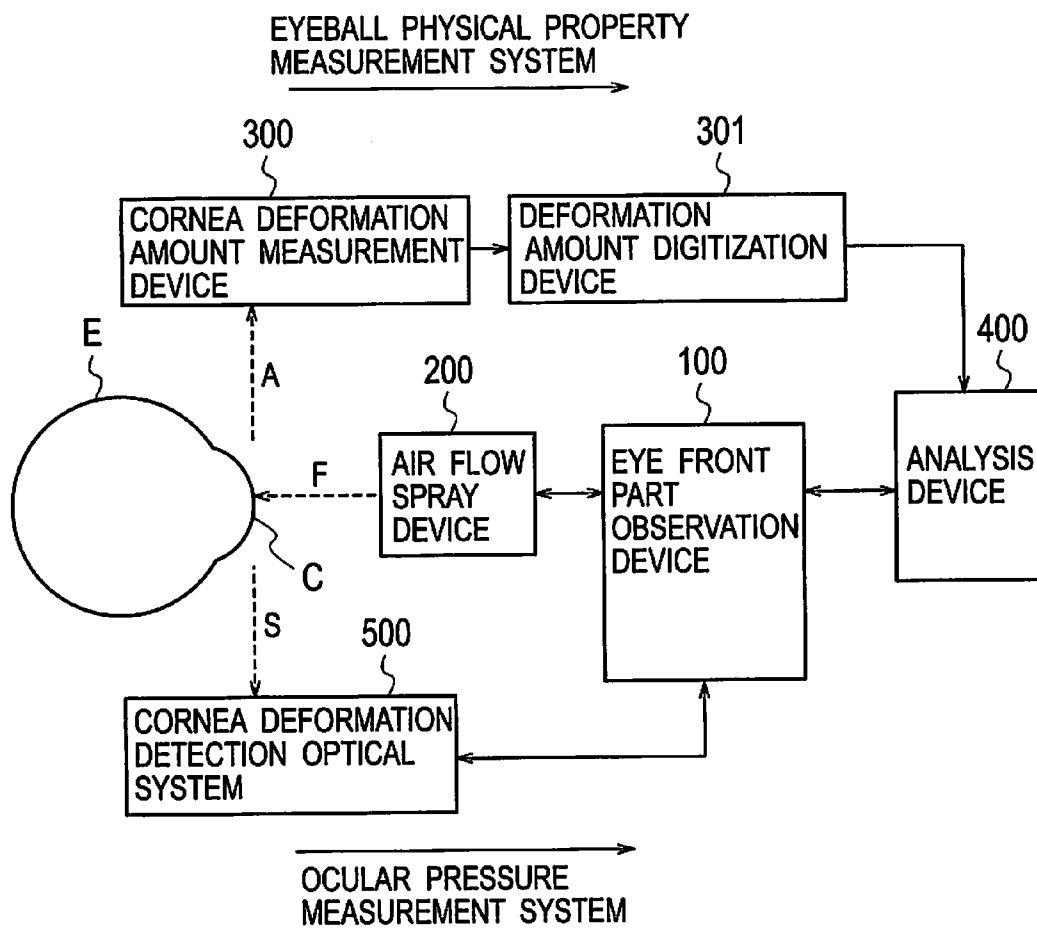 EYEBALL PHYSICAL PROPERTY
MEASUREMENT SYSTEM
300
301
CORNEA DEFORMATION
AMOUNT MEASUREMENT
DEVICE
DEFORMATION
AMOUNT DIGITIZATION
DEVICE
E
A
200
100
400
F
AIR FLOW
SPRAY
DEVICE
EYE FRONT
PART
OBSERVATION
DEVICE
ANALYSIS
DEVICE
C
S
500
CORNEA DEFORMATION
DETECTION OPTICAL
SYSTEM
OCULAR PRESSURE
MEASUREMENT SYSTEM